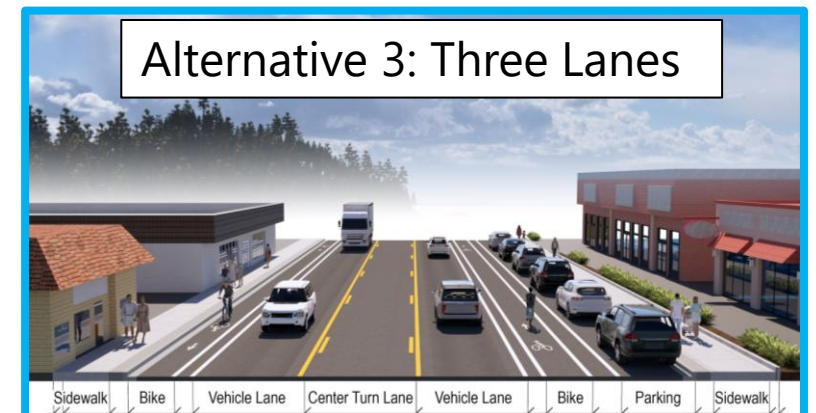 Alternative 3: Three Lanes
Sidewalk Bike Vehicle Lane Center Turn Lane Vehicle Lane Bike Parking Sidewalk